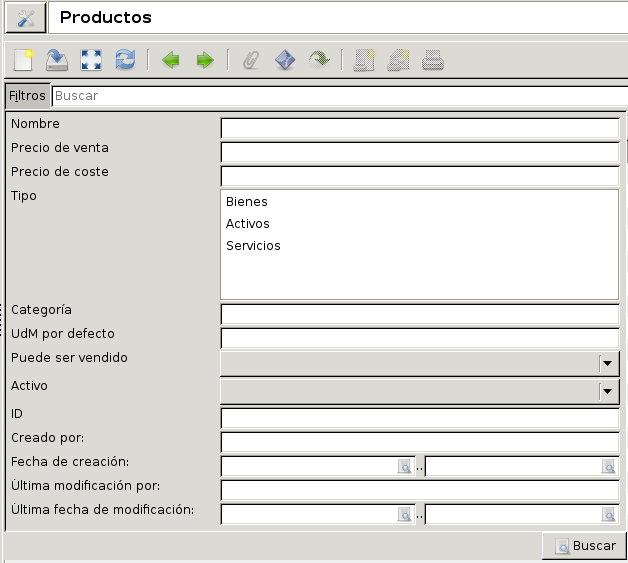 Productos
Filtros Buscar
Nombre
Precio de venta
Precio de coste
Tipo
Bienes
Activos
Servicios
Categoría
UdM por defecto
Puede ser vendido
Activo
ID
Creado por:
Fecha de creación: ..
Última modificación por:
Última fecha de modificación: ..
Buscar